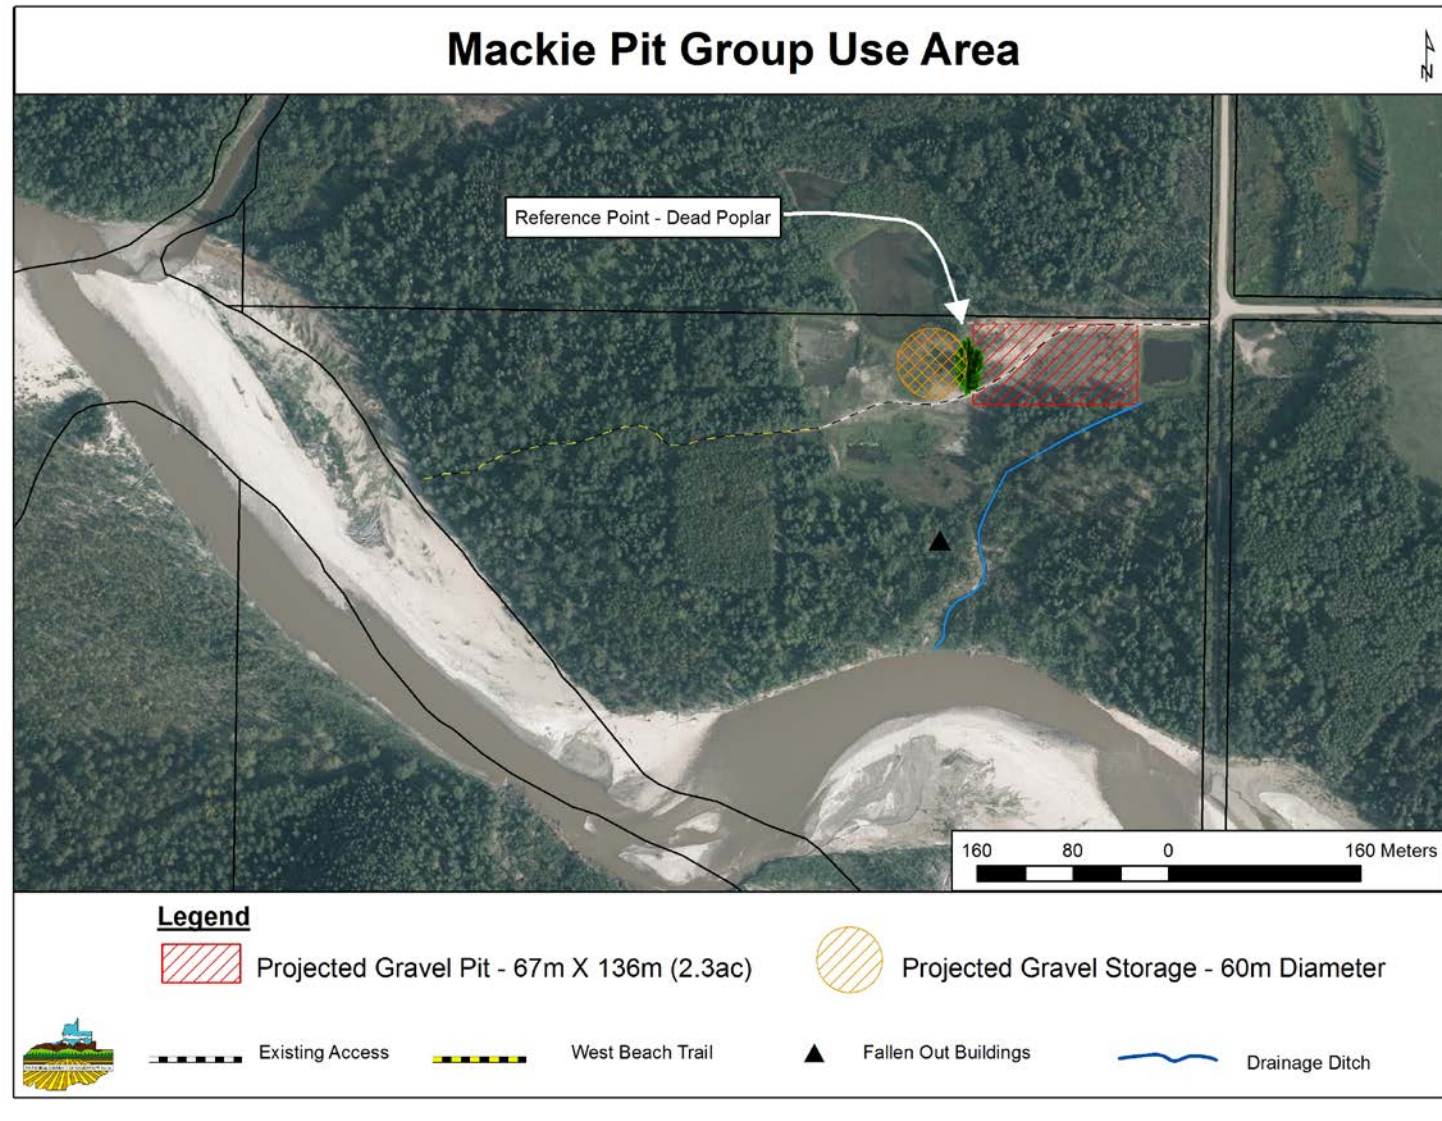 Mackie Pit Group Use Area
N
Reference Point - Dead Poplar
160 80 0 160 Meters
Legend
Projected Gravel Pit - 67m X 136m (2.3ac)
Projected Gravel Storage - 60m Diameter
Existing Access
West Beach Trail
Fallen Out Buildings
Drainage Ditch